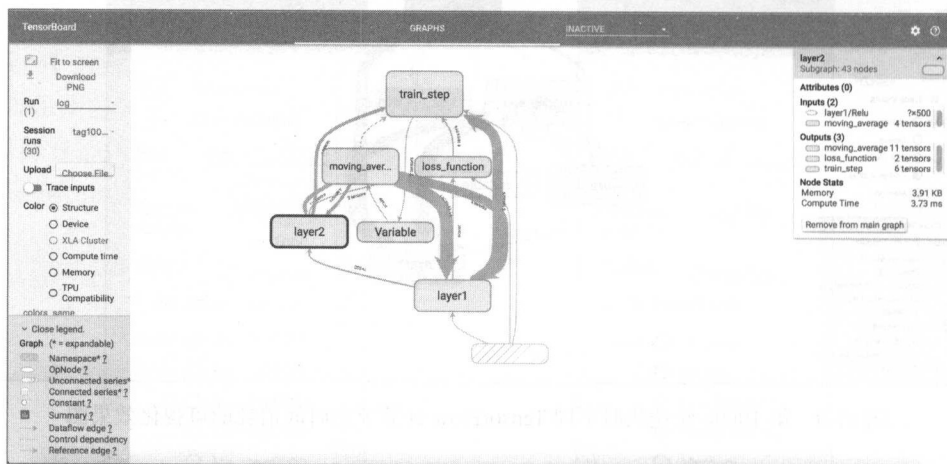 TensorBoard
GRAPHS
INACTIVE
Fit to screen
Download
PNG
Run
(1)
log
Session
runs
(30)
tag100...
Upload
Choose File
Trace inputs
Color
Structure
Device
XLA Cluster
Compute time
Memory
TPU
Compatibility
colors same
Close legend.
Graph (* = expandable)
Namespace* ?
OpNode ?
Unconnected series*
Connected series* ?
Constant ?
Summary ?
Dataflow edge ?
Control dependency
Reference edge ?
train_step
moving_aver...
loss_function
layer2
Variable
layer1
layer2
Subgraph: 43 nodes
Attributes (0)
Inputs (2)
layer1/Relu ?×500
moving_average 4 tensors
Outputs (3)
moving_average 11 tensors
loss_function 2 tensors
train_step 6 tensors
Node Stats
Memory 3.91 KB
Compute Time 3.73 ms
Remove from main graph